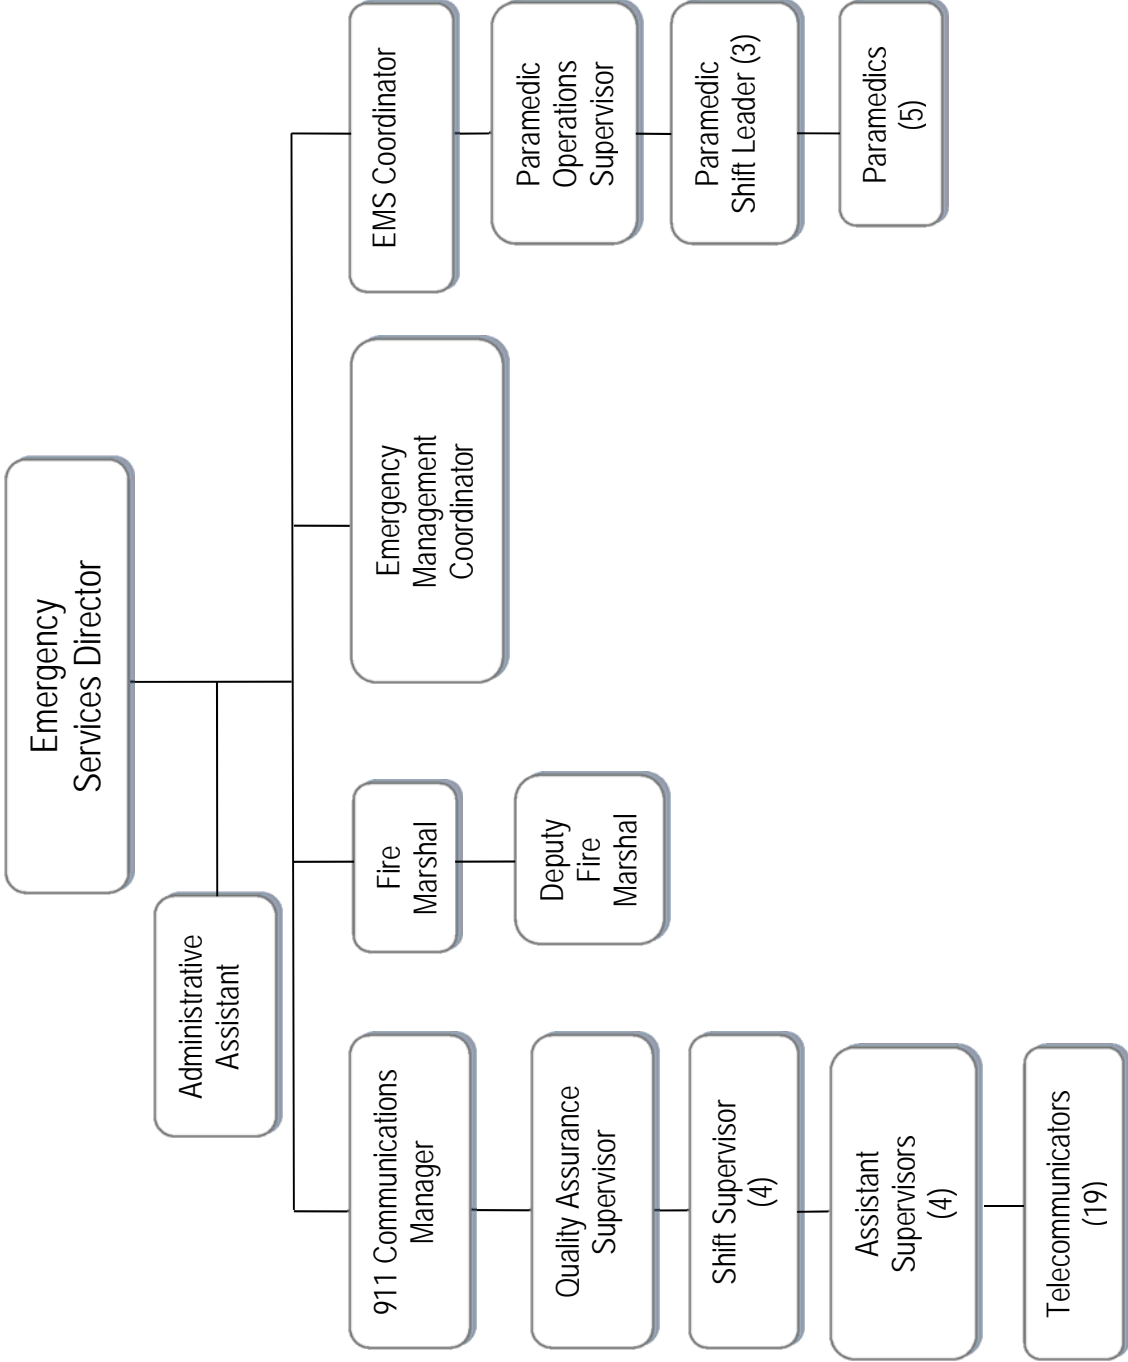 Emergency
Services Director
Administrative
Assistant
911 Communications
Manager
Quality Assurance
Supervisor
Shift Supervisor
(4)
Assistant
Supervisors
(4)
Telecommunicators
(19)
Fire
Marshal
Deputy
Fire
Marshal
Emergency
Management
Coordinator
EMS Coordinator
Paramedic
Operations
Supervisor
Paramedic
Shift Leader (3)
Paramedics
(5)